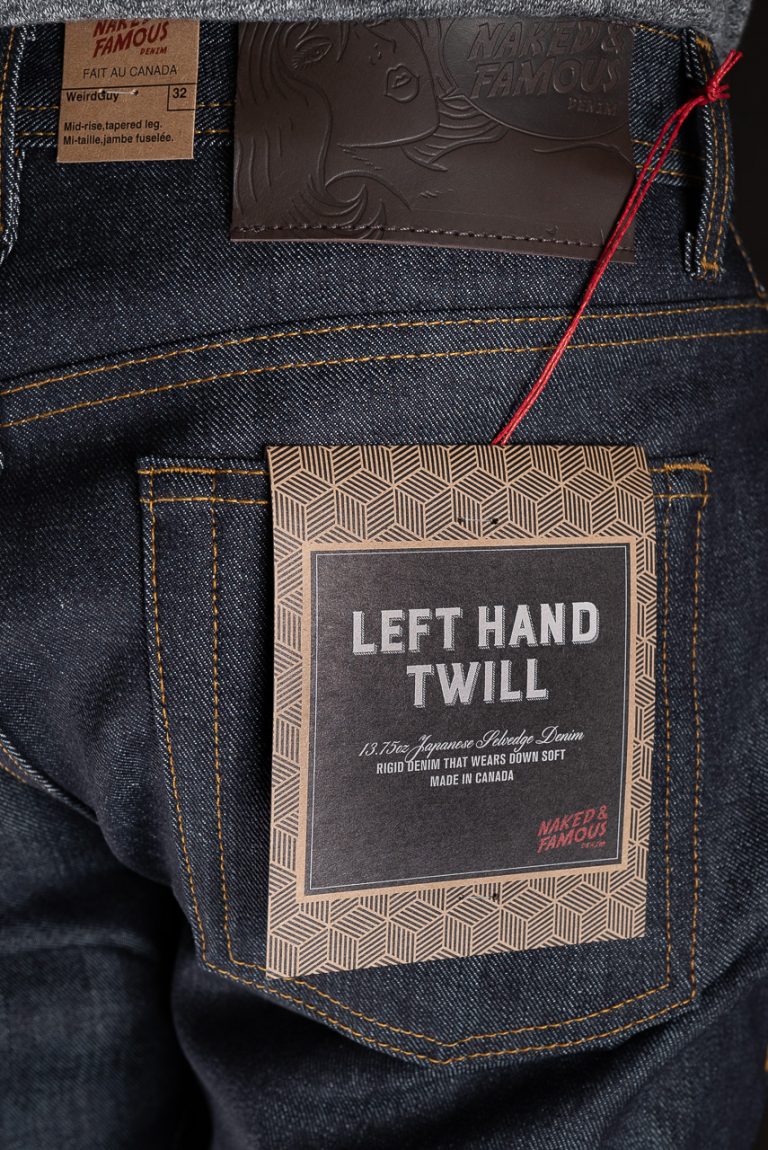 NAKED &
FAMOUS
DENIM
FAIT AU CANADA
WeirdGuy 32
Mid-rise,tapered leg.
Mi-taille,jambe fuselée.
NAKED &
FAMOUS
DENIM
LEFT HAND
TWILL
13.75oz Japanese Selvedge Denim
RIGID DENIM THAT WEARS DOWN SOFT
MADE IN CANADA
NAKED &
FAMOUS
DENIM